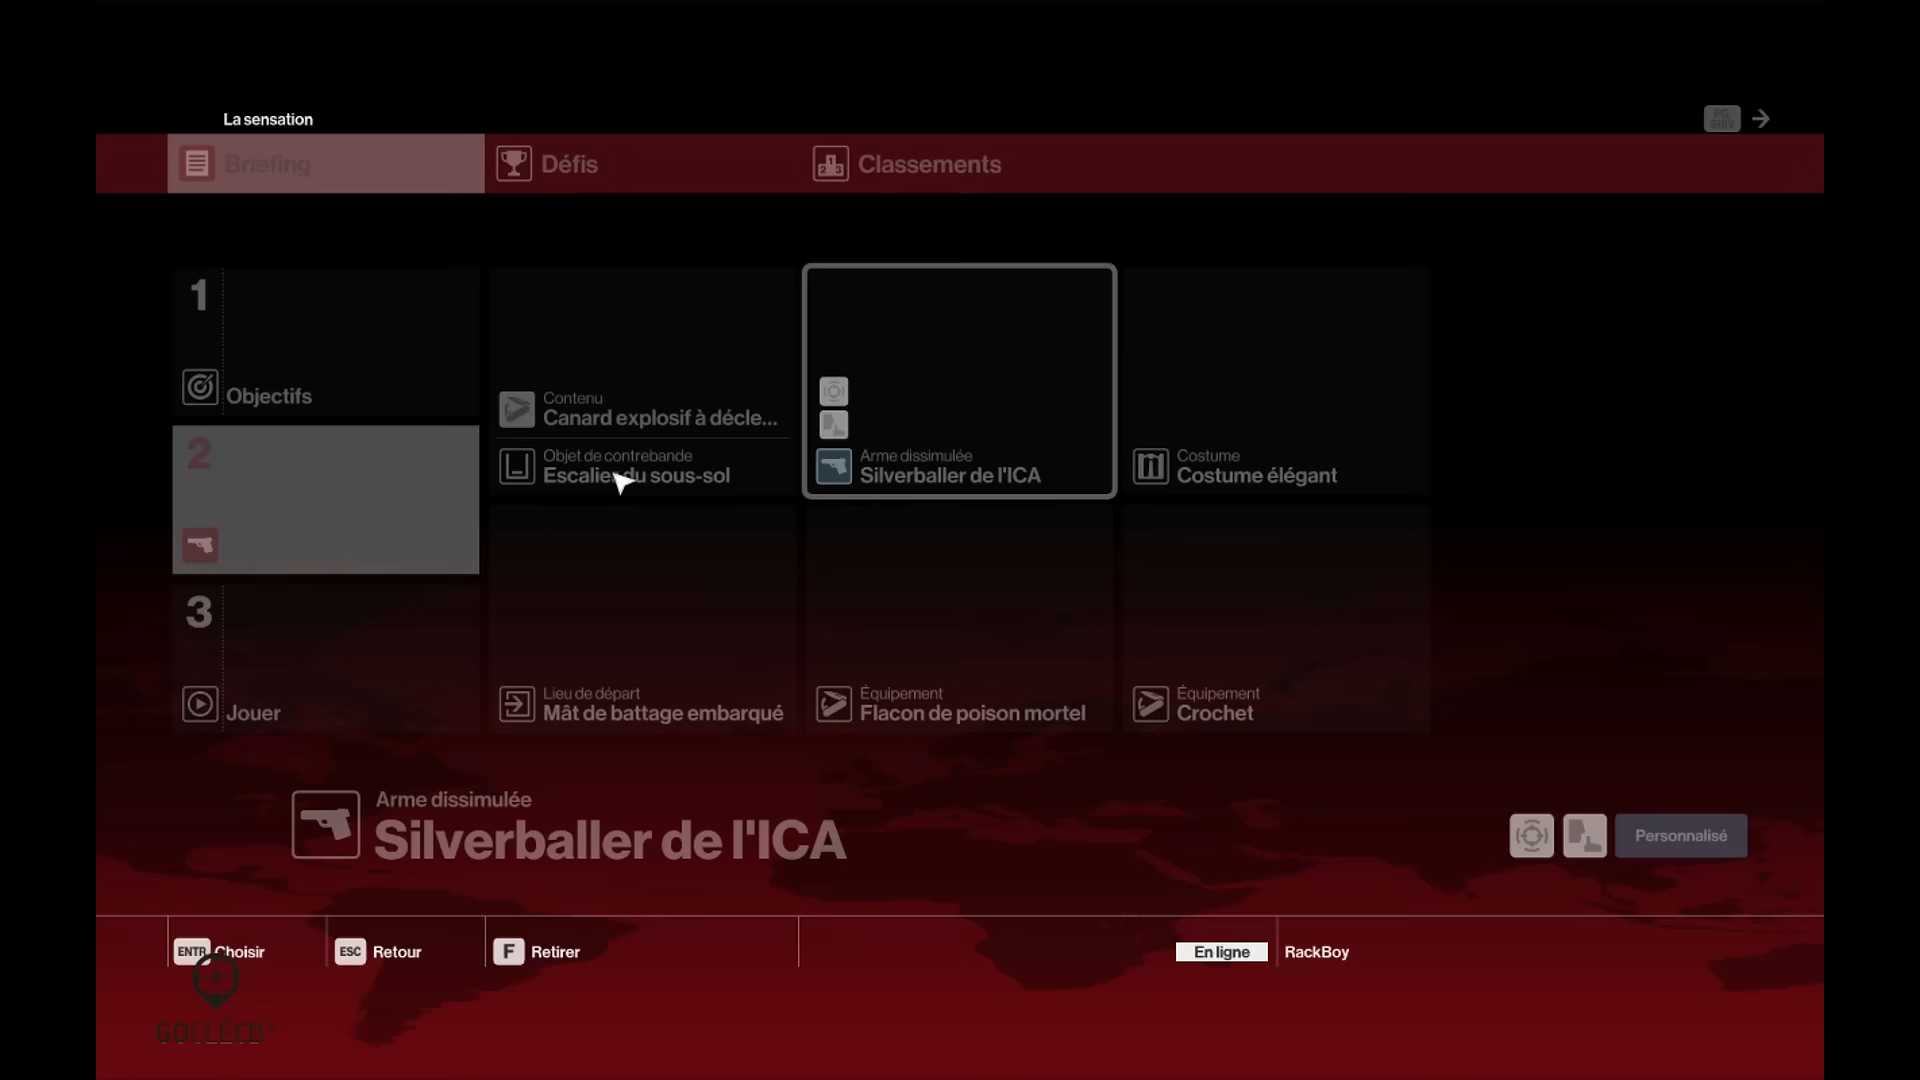 La sensation
PG. SUIV
Briefing
Défis
Classements
1
Objectifs
2
3
Jouer
Contenu
Canard explosif à décle...
Objet de contrebande
Escalier du sous-sol
Arme dissimulée
Silverballer de l'ICA
Costume
Costume élégant
Lieu de départ
Mât de battage embarqué
Équipement
Flacon de poison mortel
Équipement
Crochet
Arme dissimulée
Silverballer de l'ICA
Personnalisé
ENTR Choisir
ESC Retour
F Retirer
En ligne
RackBoy
GOCLECD